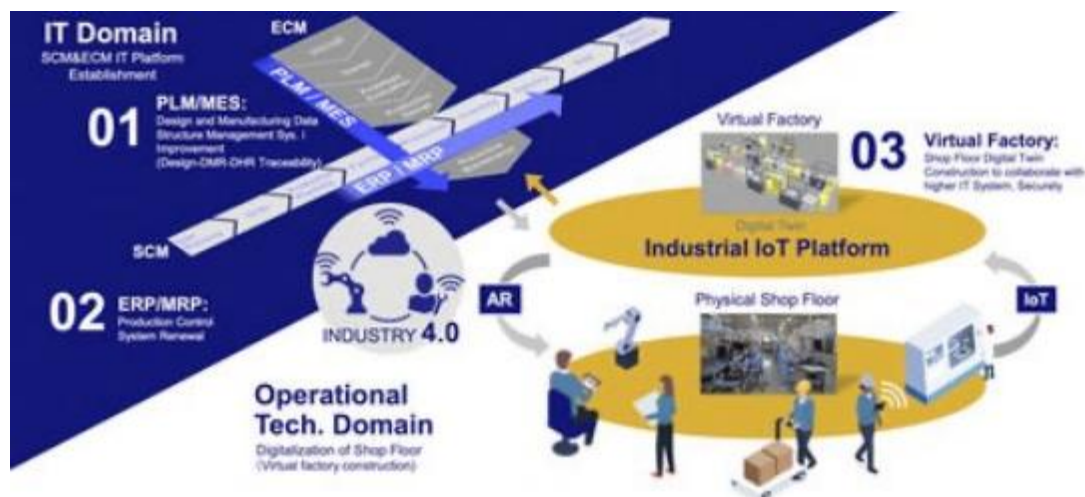 IT Domain
SCM&ECM IT Platform
Establishment
ECM
01
PLM/MES:
Design and Manufacturing Data
Structure Management Sys. I
Improvement
(Design-DMR-DHR Traceability)
PLM / MES
ERP / MRP
SCM
02
ERP/MRP:
Production Control
System Renewal
INDUSTRY 4.0
Operational
Tech. Domain
Digitalization of Shop Floor
(Virtual factory construction)
Virtual Factory
03
Virtual Factory:
Shop Floor Digital Twin
Construction to collaborate with
higher IT System, Securely
Digital Twin
Industrial IoT Platform
AR
Physical Shop Floor
IoT